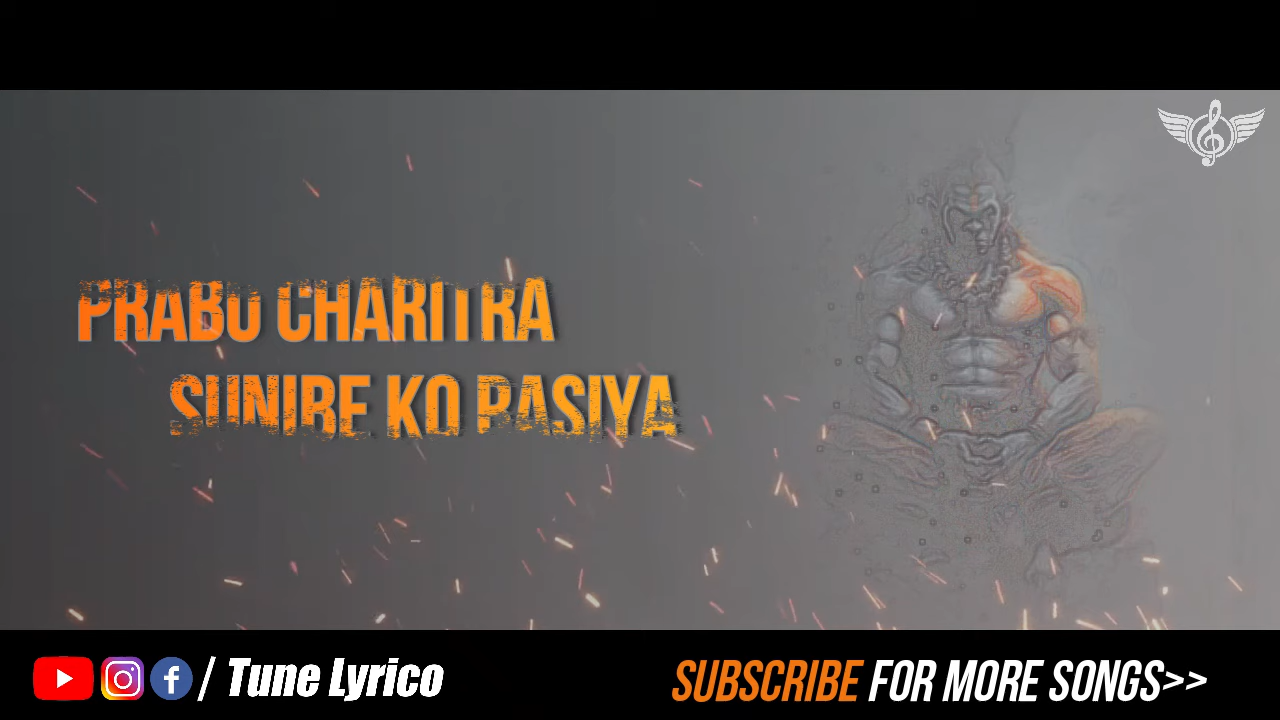 PRABU CHARITRA
SUNIBE KO RASIYA
/ Tune Lyrico
SUBSCRIBE FOR MORE SONGS>>